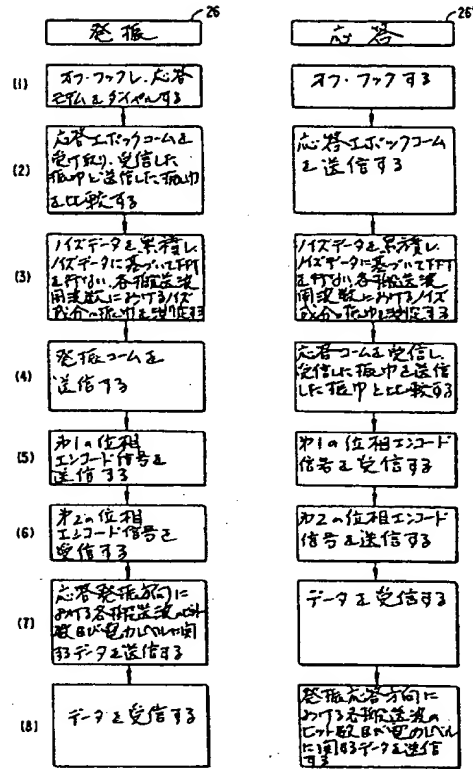 26
発振
26'
応答
(1)
オフ・フックし、応答
モデムをダイヤルする
オフ・フックする
(2)
応答エポックコームを
受け取り、受信した
振巾と送信した振巾
を比較する
応答エポックコーム
を送信する
(3)
ノイズデータを累積し、
ノイズデータに基づいてFFT
を行ない、各搬送波
周波数におけるノイズ
成分の振巾を測定する
ノイズデータを累積し、
ノイズデータに基づいてFFT
を行ない、各搬送波
周波数におけるノイズ
成分の振巾を測定する
(4)
発振コームを
送信する
応答コームを受信し、
受信した振巾を送信
した振巾と比較する
(5)
第1の位相
エンコード信号を
送信する
第1の位相エンコード
信号を受信する
(6)
第2の位相
エンコード信号を
受信する
第2の位相エンコード
信号を送信する
(7)
応答発振方向に
おける各搬送波のビット
数及び電力レベルに関
するデータを送信する
データを受信する
(8)
データを受信する
発振応答方向に
おける各搬送波の
ビット数及び電力レベル
に関するデータを送信
する